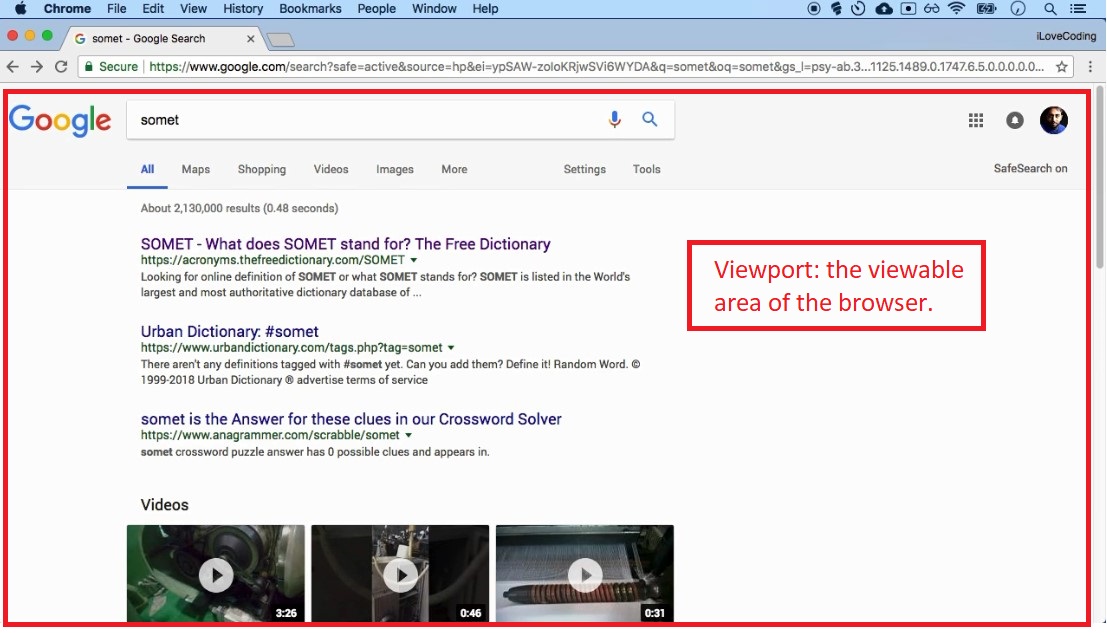 Chrome File Edit View History Bookmarks People Window Help
somet - Google Search
iLoveCoding
Secure https://www.google.com/search?safe=active&source=hp&ei=ypSAW-zoloKRjwSVi6WYDA&q=somet&oq=somet&gs_l=psy-ab.3...1125.1489.0.1747.6.5.0.0.0.0.0...
Google somet
All Maps Shopping Videos Images More Settings Tools SafeSearch on
About 2,130,000 results (0.48 seconds)
SOMET - What does SOMET stand for? The Free Dictionary
https://acronyms.thefreedictionary.com/SOMET
Looking for online definition of SOMET or what SOMET stands for? SOMET is listed in the World's
largest and most authoritative dictionary database of ...
Viewport: the viewable
area of the browser.
Urban Dictionary: #somet
https://www.urbandictionary.com/tags.php?tag=somet
There aren't any definitions tagged with #somet yet. Can you add them? Define it! Random Word. ©
1999-2018 Urban Dictionary ® advertise terms of service
somet is the Answer for these clues in our Crossword Solver
https://www.anagrammer.com/scrabble/somet
somet crossword puzzle answer has 0 possible clues and appears in.
Videos
3:26 0:46 0:31